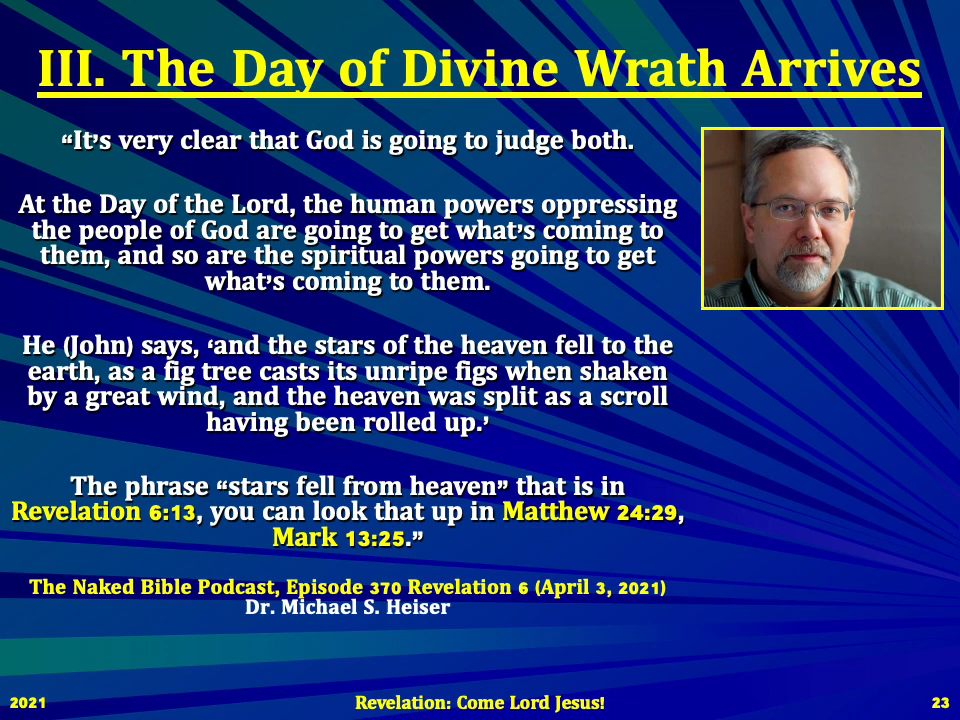 III. The Day of Divine Wrath Arrives
“It’s very clear that God is going to judge both.
At the Day of the Lord, the human powers oppressing
the people of God are going to get what’s coming to
them, and so are the spiritual powers going to get
what’s coming to them.
He (John) says, ‘and the stars of the heaven fell to the
earth, as a fig tree casts its unripe figs when shaken
by a great wind, and the heaven was split as a scroll
having been rolled up.’
The phrase “stars fell from heaven” that is in
Revelation 6:13, you can look that up in Matthew 24:29,
Mark 13:25.”
The Naked Bible Podcast, Episode 370 Revelation 6 (April 3, 2021)
Dr. Michael S. Heiser
2021
Revelation: Come Lord Jesus!
23